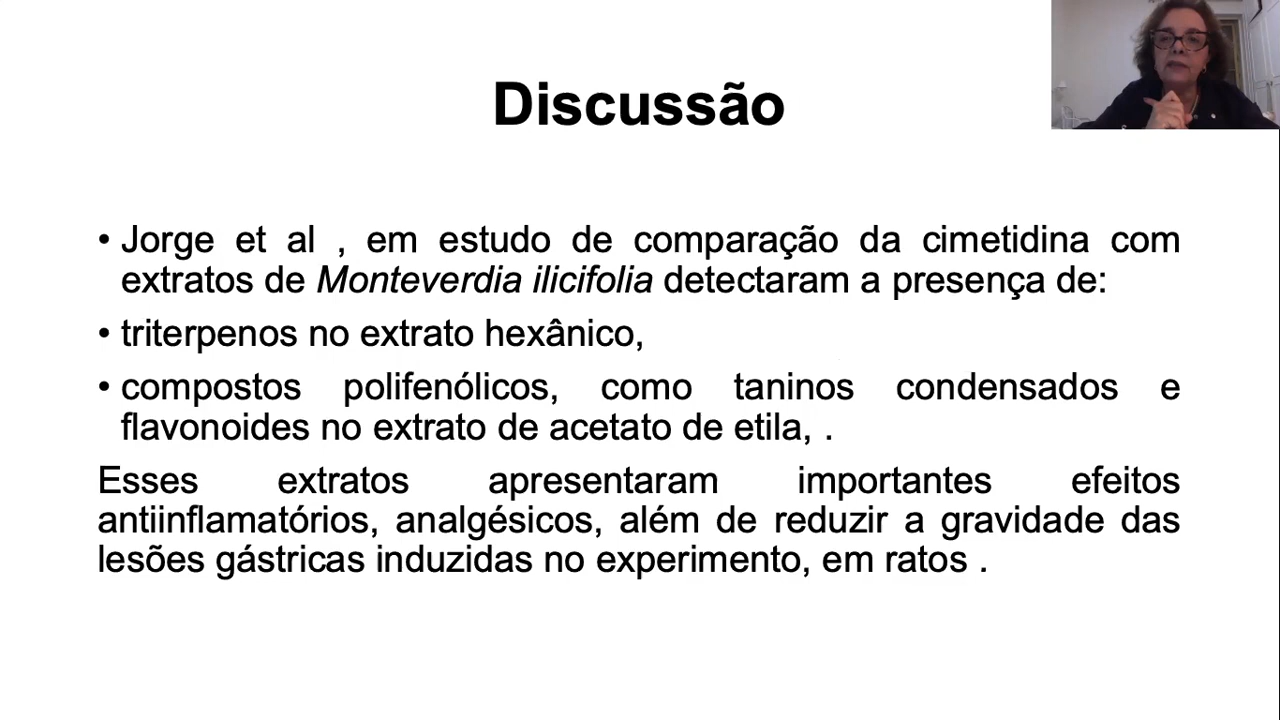 Discussão
• Jorge et al , em estudo de comparação da cimetidina com
extratos de Monteverdia ilicifolia detectaram a presença de:
• triterpenos no extrato hexânico,
• compostos polifenólicos, como taninos condensados e
flavonoides no extrato de acetato de etila, .
Esses extratos apresentaram importantes efeitos
antiinflamatórios, analgésicos, além de reduzir a gravidade das
lesões gástricas induzidas no experimento, em ratos .